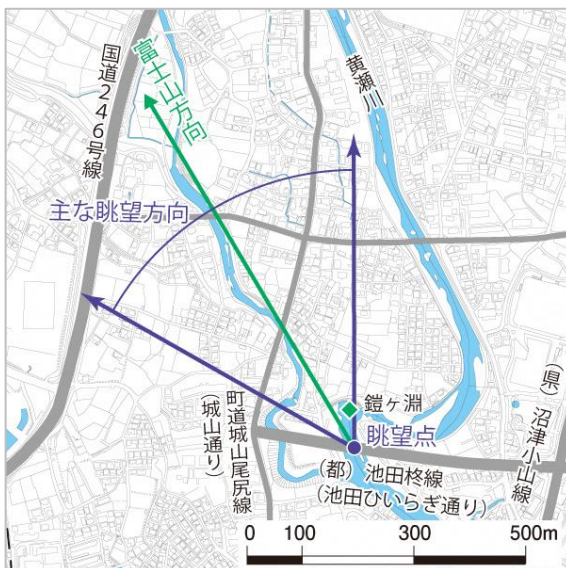 国道246号線
富士山方向
黄瀬川
主な眺望方向
鎧ヶ淵
眺望点
(都) 池田柊線
(池田ひいらぎ通り)
町道城山尾尻線
(城山通り)
(県) 沼津小山線
0 100 300 500m